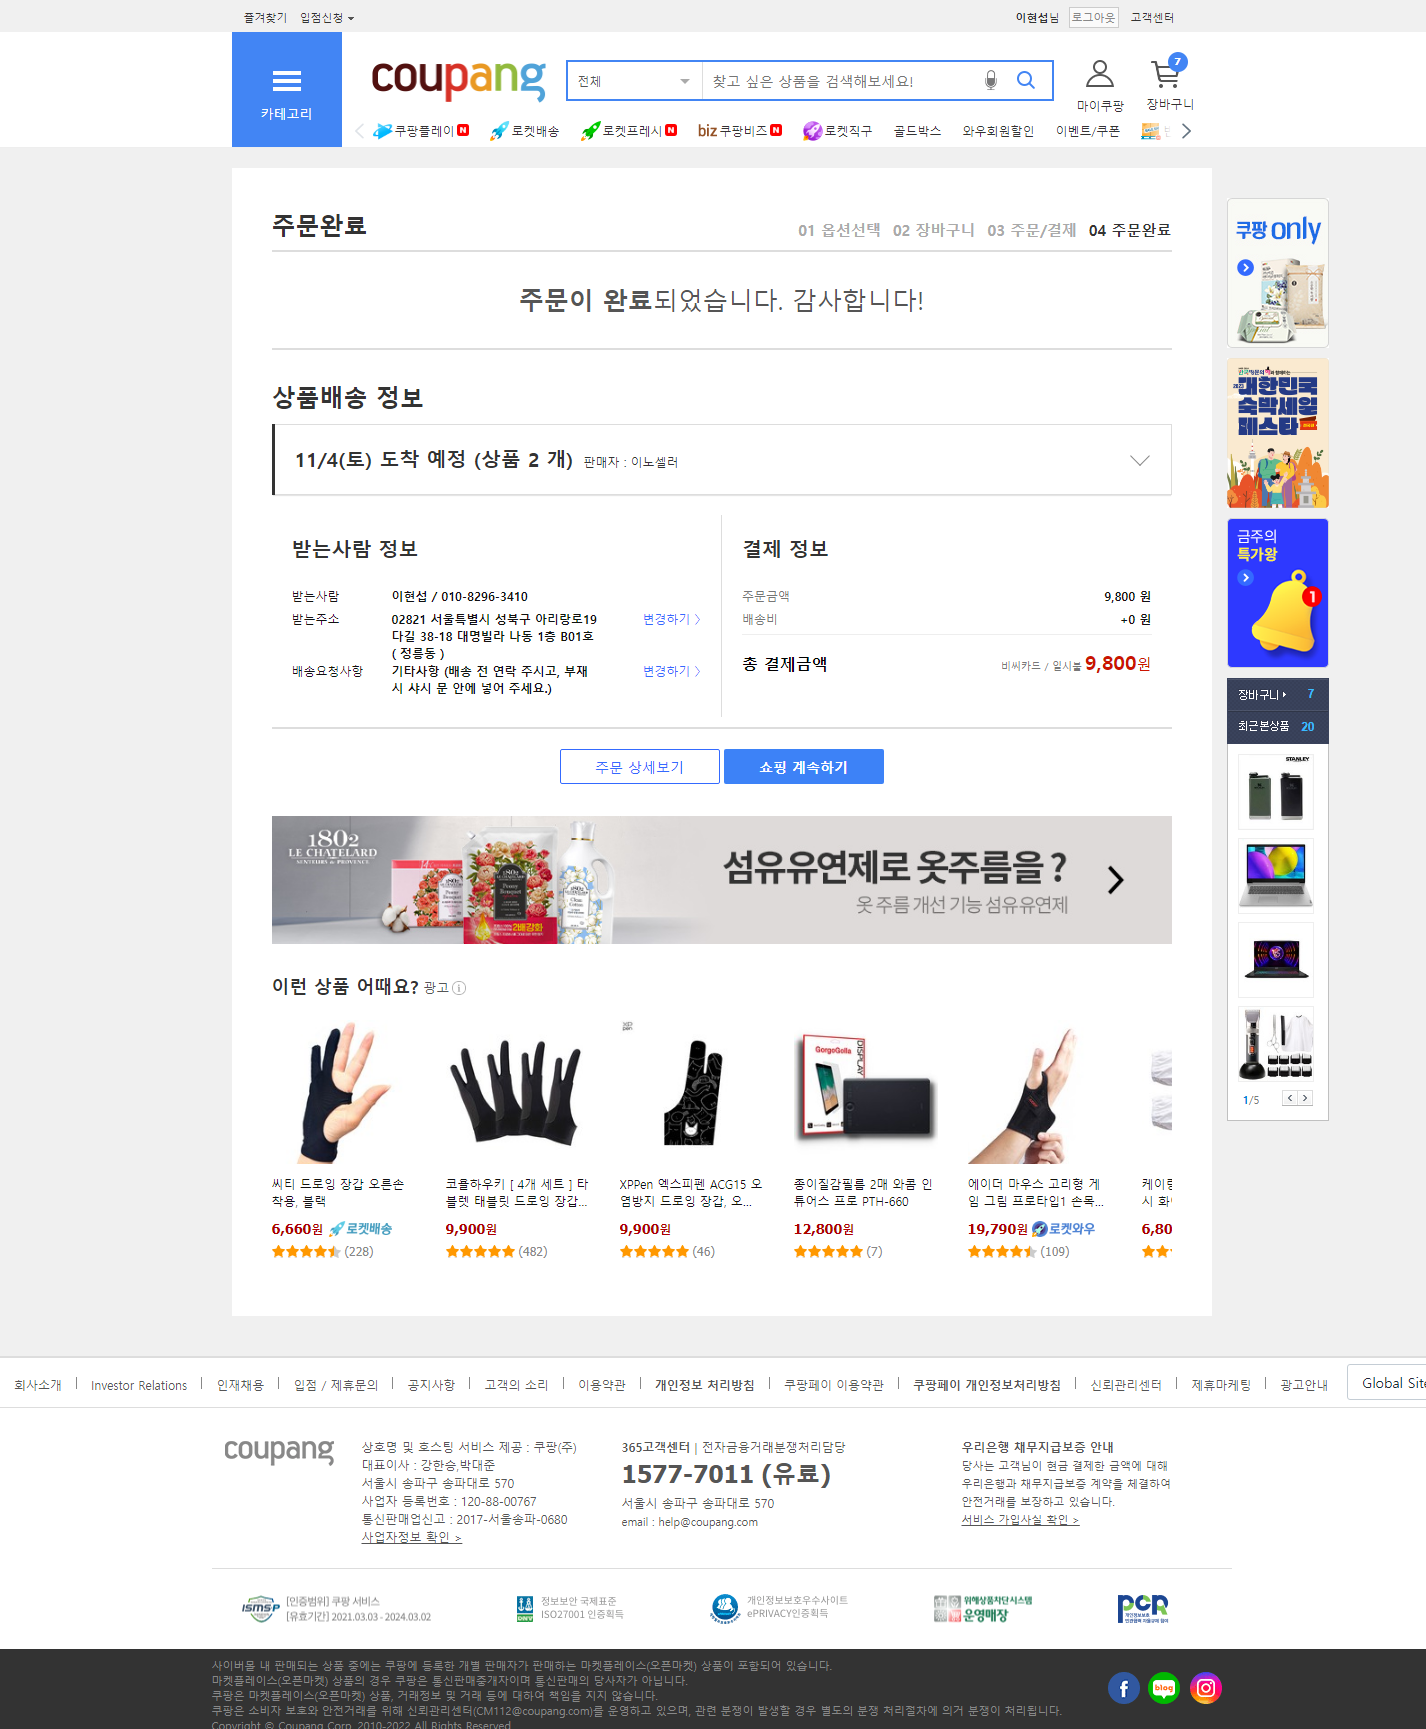 즐겨찾기 입점신청
이현섭님 로그아웃 고객센터
카테고리
coupang
전체
찾고 싶은 상품을 검색해보세요!
마이쿠팡
7
장바구니
쿠팡플레이 N 로켓배송 로켓프레시 N biz 쿠팡비즈 N 로켓직구 골드박스 와우회원할인 이벤트/쿠폰
주문완료
01 옵션선택 02 장바구니 03 주문/결제 04 주문완료
주문이 완료되었습니다. 감사합니다!
상품배송 정보
11/4(토) 도착 예정 (상품 2 개) 판매자 : 이노셀러
받는사람 정보
받는사람 이현섭 / 010-8296-3410
받는주소 02821 서울특별시 성북구 아리랑로19
다길 38-18 대명빌라 나동 1층 B01호
( 정릉동 )
변경하기 〉
배송요청사항 기타사항 (배송 전 연락 주시고, 부재
시 샤시 문 안에 넣어 주세요.)
변경하기 〉
결제 정보
주문금액 9,800 원
배송비 +0 원
총 결제금액 비씨카드 / 일시불 9,800원
주문 상세보기 쇼핑 계속하기
1802
LE CHATELARD
SENTEURS de PROVENCE
2배강화
섬유유연제로 옷주름을 ?
옷 주름 개선 기능 섬유유연제
이런 상품 어때요? 광고
씨티 드로잉 장갑 오른손
착용, 블랙
6,660원 로켓배송
(228)
코플하우키 [ 4개 세트 ] 타
블렛 태블릿 드로잉 장갑...
9,900원
(482)
XPPen 엑스피펜 ACG15 오
염방지 드로잉 장갑, 오...
9,900원
(46)
GorgoGolla
DISPLAY
종이질감필름 2매 와콤 인
튜어스 프로 PTH-660
12,800원
(7)
에이더 마우스 고리형 게
임 그림 프로타입1 손목...
19,790원 로켓와우
(109)
케이렁
시 화
6,80
쿠팡 only
2023
대한민국
숙박세일
페스타
금주의
특가왕
1
장바구니 7
최근본상품 20
STANLEY
1/5
회사소개 Investor Relations 인재채용 입점 / 제휴문의 공지사항 고객의 소리 이용약관 개인정보 처리방침 쿠팡페이 이용약관 쿠팡페이 개인정보처리방침 신뢰관리센터 제휴마케팅 광고안내 Global Site
coupang
상호명 및 호스팅 서비스 제공 : 쿠팡(주)
대표이사 : 강한승,박대준
서울시 송파구 송파대로 570
사업자 등록번호 : 120-88-00767
통신판매업신고 : 2017-서울송파-0680
사업자정보 확인 >
365고객센터 | 전자금융거래분쟁처리담당
1577-7011 (유료)
서울시 송파구 송파대로 570
email : help@coupang.com
우리은행 채무지급보증 안내
당사는 고객님이 현금 결제한 금액에 대해
우리은행과 채무지급보증 계약을 체결하여
안전거래를 보장하고 있습니다.
서비스 가입사실 확인 >
ISMS-P
[인증범위] 쿠팡 서비스
[유효기간] 2021.03.03 - 2024.03.02
DNV
정보보안 국제표준
ISO27001 인증획득
개인정보보호우수사이트
ePRIVACY인증획득
위해상품차단시스템
운영매장
PCR
사이버몰 내 판매되는 상품 중에는 쿠팡에 등록한 개별 판매자가 판매하는 마켓플레이스(오픈마켓) 상품이 포함되어 있습니다.
마켓플레이스(오픈마켓) 상품의 경우 쿠팡은 통신판매중개자이며 통신판매의 당사자가 아닙니다.
쿠팡은 마켓플레이스(오픈마켓) 상품, 거래정보 및 거래 등에 대하여 책임을 지지 않습니다.
쿠팡은 소비자 보호와 안전거래를 위해 신뢰관리센터(CM112@coupang.com)를 운영하고 있으며, 관련 분쟁이 발생할 경우 별도의 분쟁 처리절차에 의거 분쟁이 처리됩니다.
Copyright © Coupang Corp. 2010-2022 All Rights Reserved.
blog